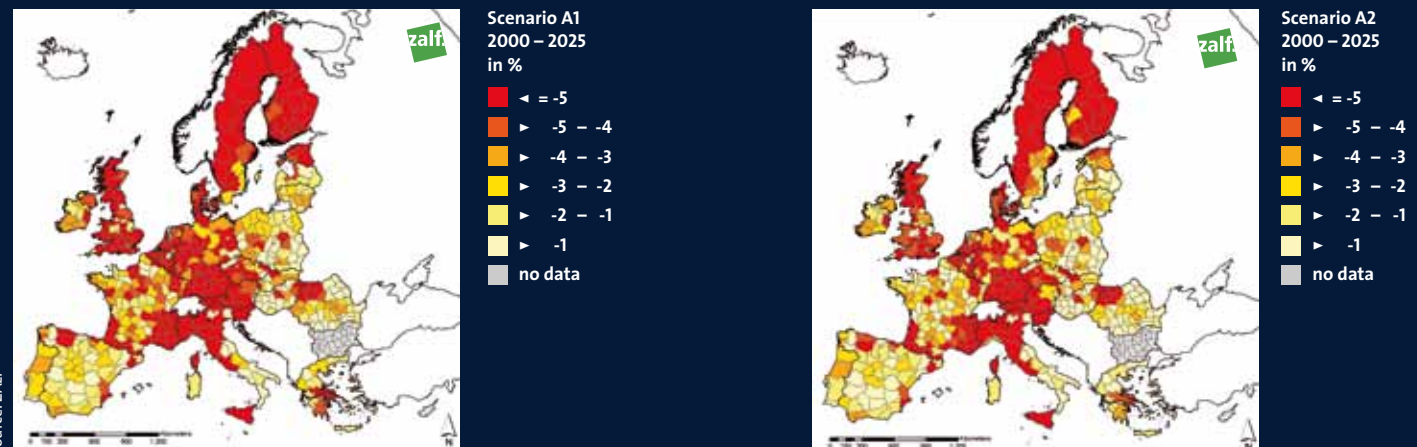 zalf.
Scenario A1
2000 – 2025
in %
◄ = -5
► -5 – -4
► -4 – -3
► -3 – -2
► -2 – -1
► -1
no data
zalf.
Scenario A2
2000 – 2025
in %
◄ = -5
► -5 – -4
► -4 – -3
► -3 – -2
► -2 – -1
► -1
no data